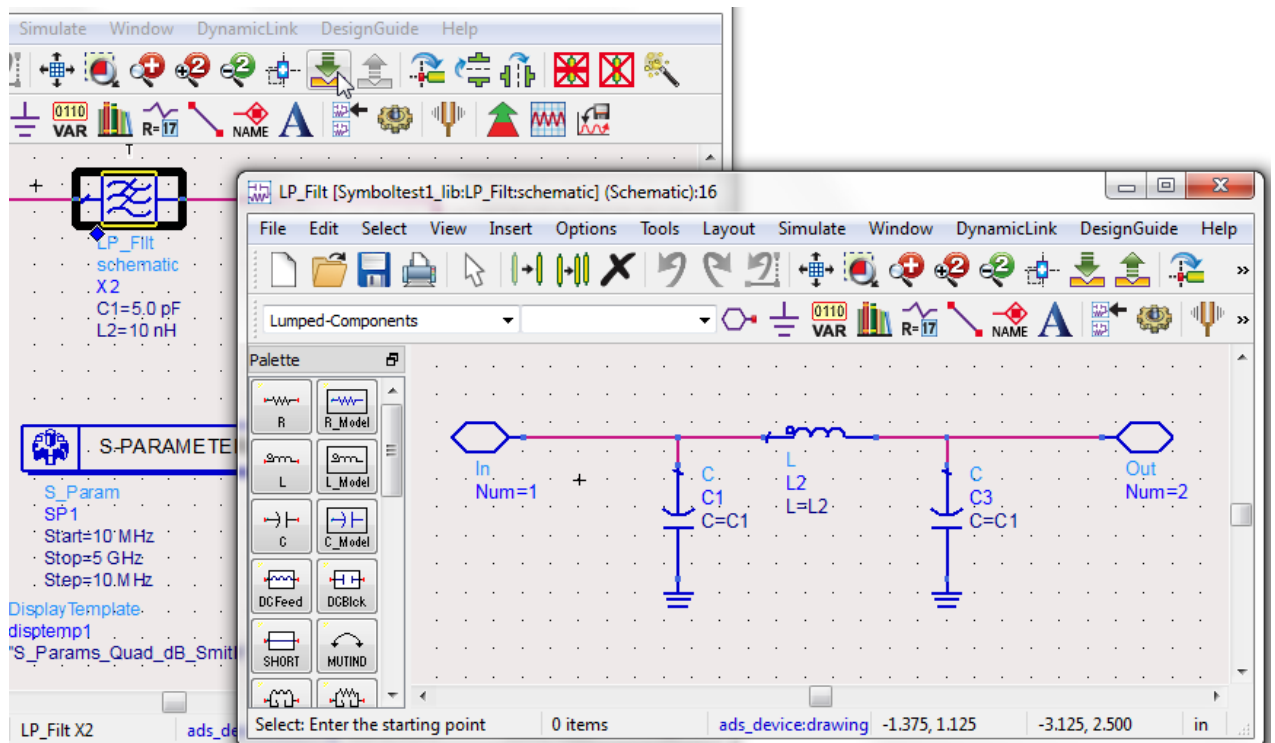 Simulate Window DynamicLink DesignGuide Help
0110
VAR
R=17
NAME
A
T
LP_Filt
schematic
X2
C1=5.0 pF
L2=10 nH
S-PARAMETE
S_Param
SP1
Start=10 MHz
Stop=5 GHz
Step=10 MHz
DisplayTemplate
disptemp1
"S_Params_Quad_dB_Smit
LP_Filt X2
ads_de
LP_Filt [Symboltest1_lib:LP_Filt:schematic] (Schematic):16
File Edit Select View Insert Options Tools Layout Simulate Window DynamicLink DesignGuide Help
»
Lumped-Components
0110
VAR
R=17
NAME
A
»
Palette
R R_Model
L L_Model
C C_Model
DCFeed DCBlck
SHORT MUTIND
In
Num=1
C
C1
C=C1
L
L2
L=L2
C
C3
C=C1
Out
Num=2
Select: Enter the starting point 0 items ads_device:drawing -1.375, 1.125 -3.125, 2.500 in